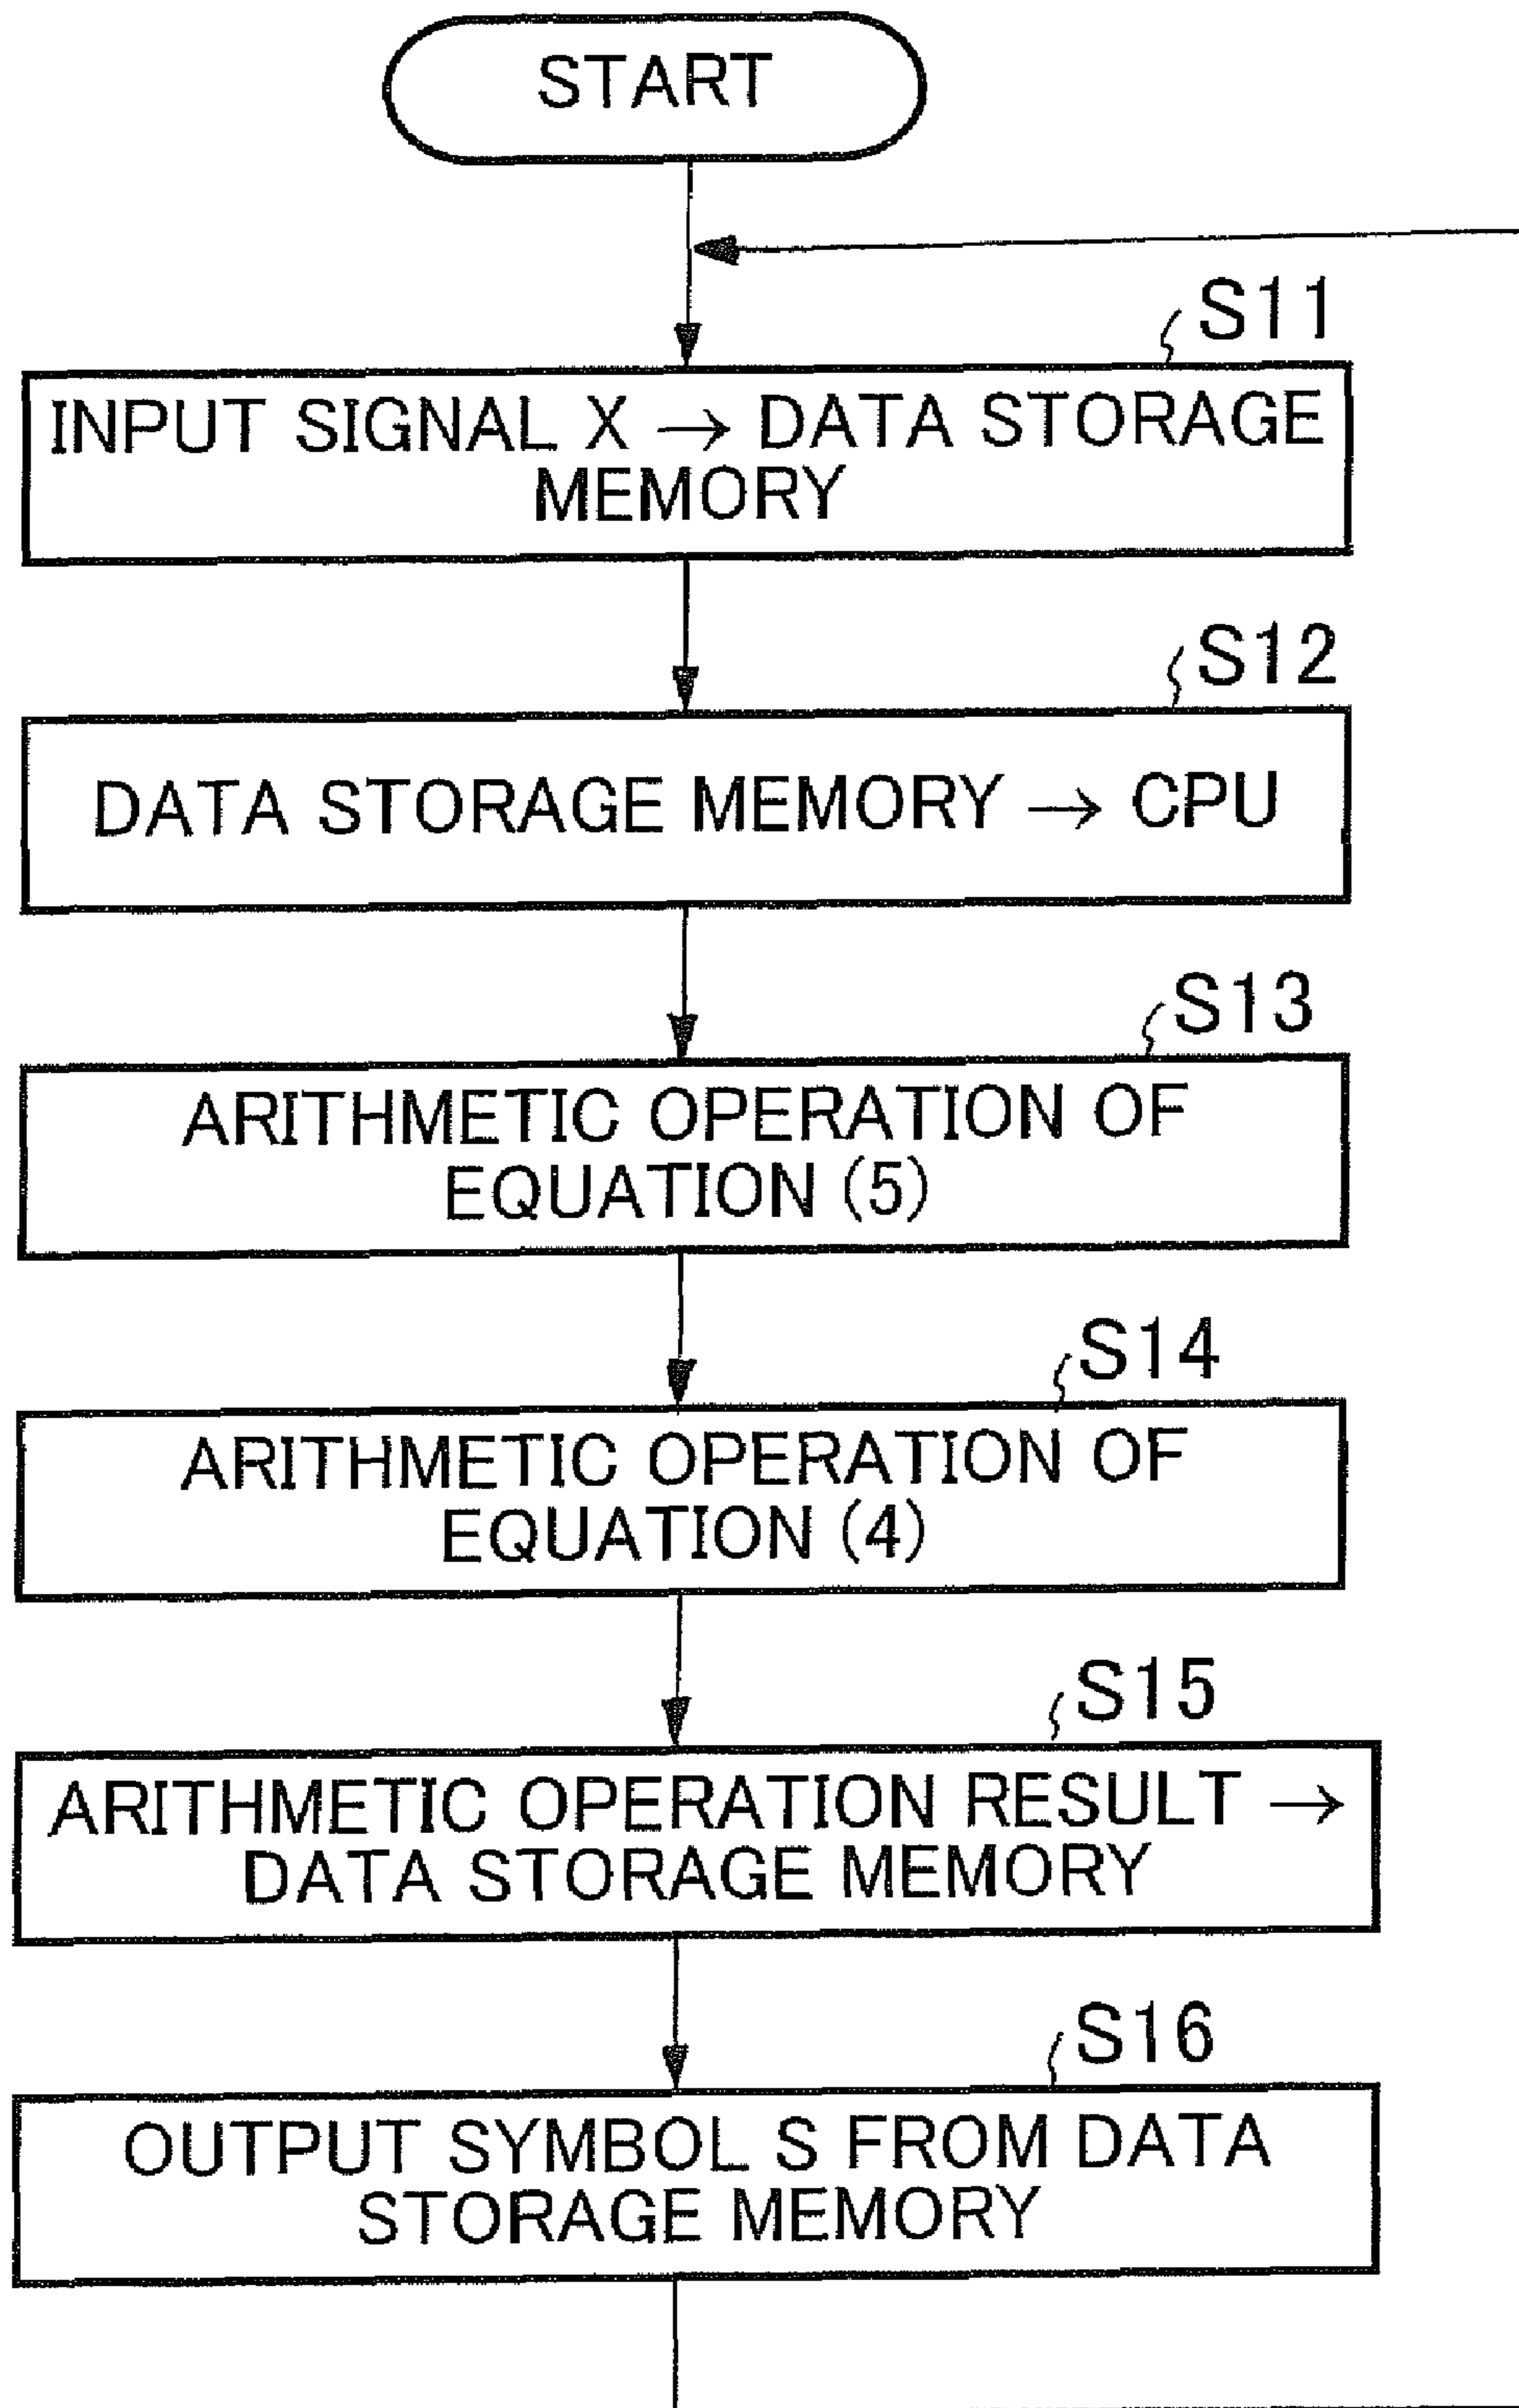 START
S11
INPUT SIGNAL X → DATA STORAGE
MEMORY
S12
DATA STORAGE MEMORY → CPU
S13
ARITHMETIC OPERATION OF
EQUATION (5)
S14
ARITHMETIC OPERATION OF
EQUATION (4)
S15
ARITHMETIC OPERATION RESULT →
DATA STORAGE MEMORY
S16
OUTPUT SYMBOL S FROM DATA
STORAGE MEMORY